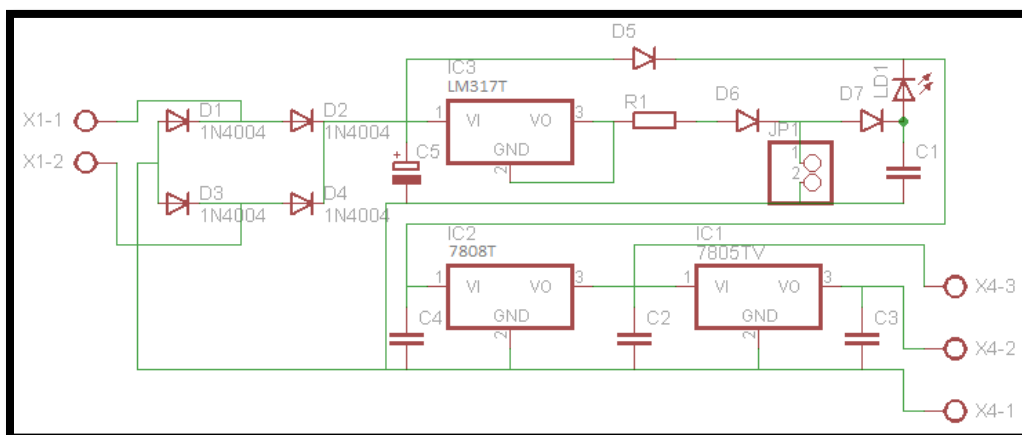 D5
IC3
LM317T
LD1
X1-1
D1
1N4004
D2
1N4004
1
VI
VO
3
GND
2
R1
D6
D7
JP1
1
2
+
C5
C1
X1-2
D3
1N4004
D4
1N4004
IC2
7808T
IC1
7805TV
1
VI
VO
3
GND
2
1
VI
VO
3
GND
2
C4
C2
C3
X4-3
X4-2
X4-1